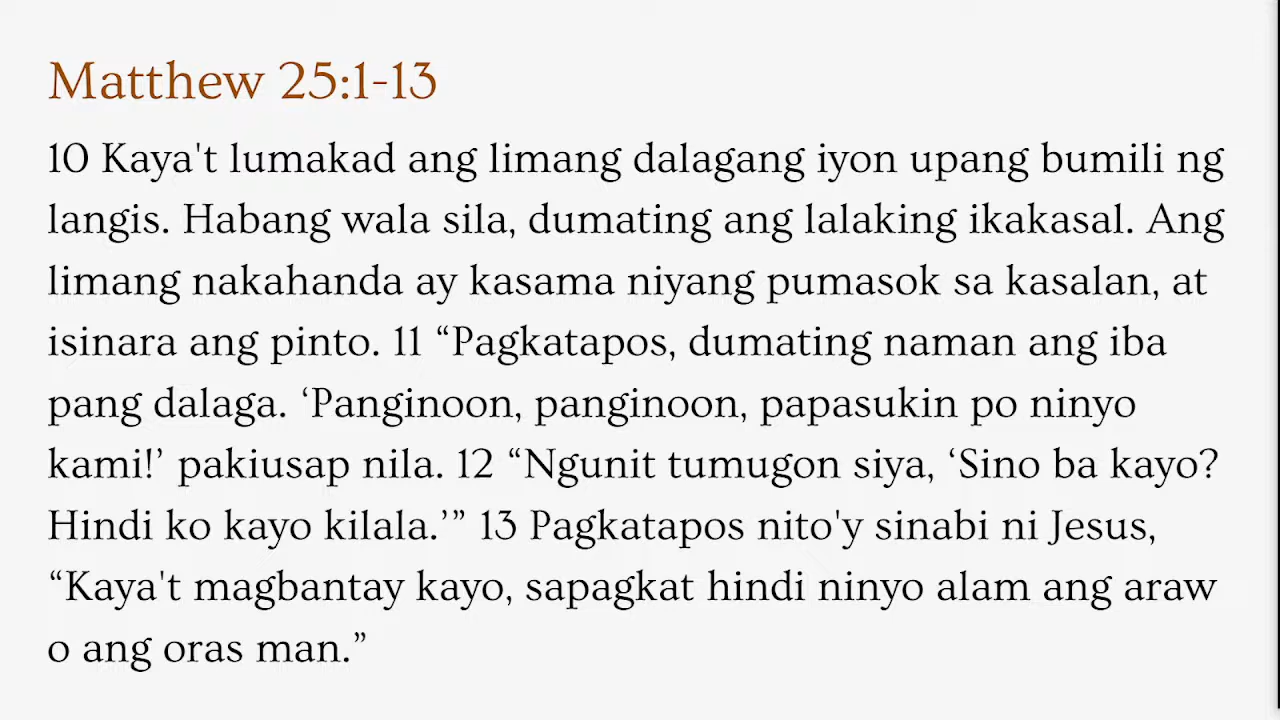 Matthew 25:1-13
10 Kaya't lumakad ang limang dalagang iyon upang bumili ng
langis. Habang wala sila, dumating ang lalaking ikakasal. Ang
limang nakahanda ay kasama niyang pumasok sa kasalan, at
isinara ang pinto. 11 “Pagkatapos, dumating naman ang iba
pang dalaga. ‘Panginoon, panginoon, papasukin po ninyo
kami!’ pakiusap nila. 12 “Ngunit tumugon siya, ‘Sino ba kayo?
Hindi ko kayo kilala.’” 13 Pagkatapos nito'y sinabi ni Jesus,
“Kaya't magbantay kayo, sapagkat hindi ninyo alam ang araw
o ang oras man.”